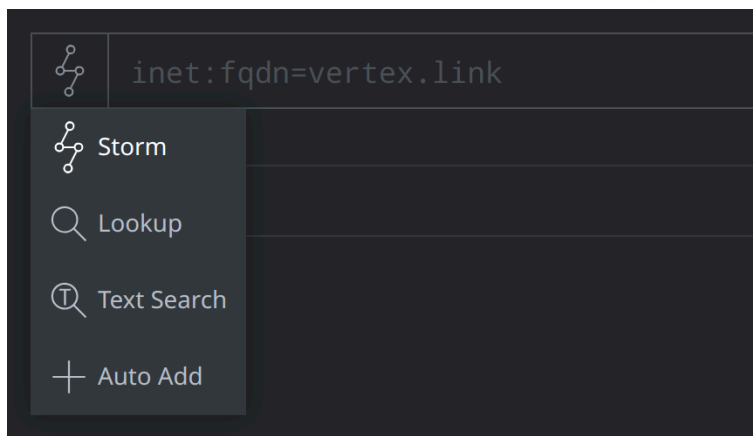 inet:fqdn=vertex.link
Storm
Lookup
Text Search
Auto Add